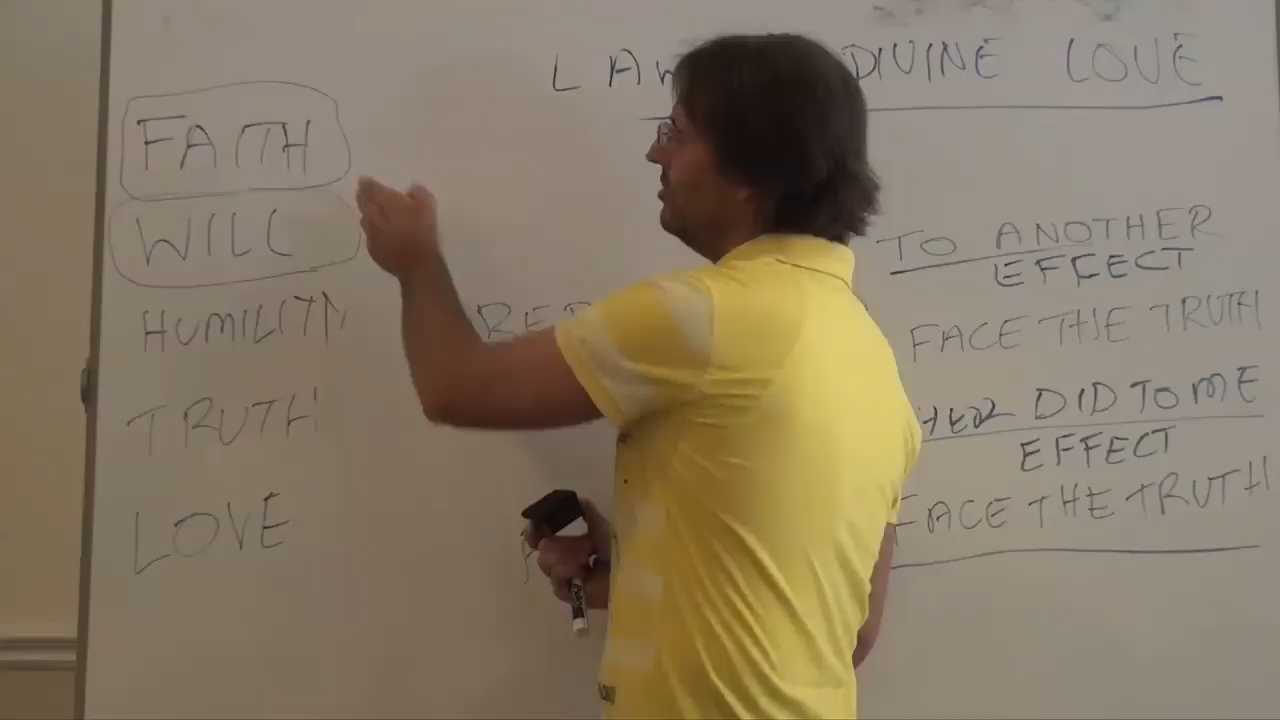 LAW DIVINE LOVE
FAITH
WILL
HUMILITY
TRUTH
LOVE
TO ANOTHER
EFFECT
FACE THE TRUTH
DID TO ME
EFFECT
FACE THE TRUTH